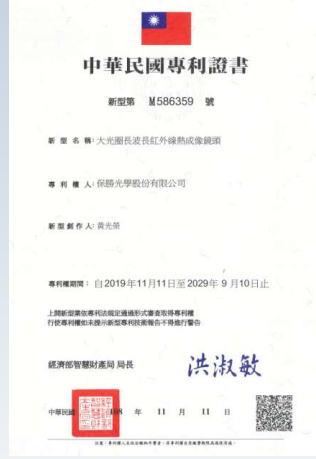 中華民國專利證書
新型第 M586359 號
新 型 名 稱:大光圈長波長紅外線熱成像鏡頭
專 利 權 人:保勝光學股份有限公司
新 型 創 作 人:黃光榮
專利權期間:自2019年11月11日至2029年 9 月10日止
上開新型業依專利法規定通過形式審查取得專利權
行使專利權如未提示新型專利技術報告不得進行警告
經濟部智慧財產局 局長
洪淑敏
中華民國 108 年 11 月 11 日